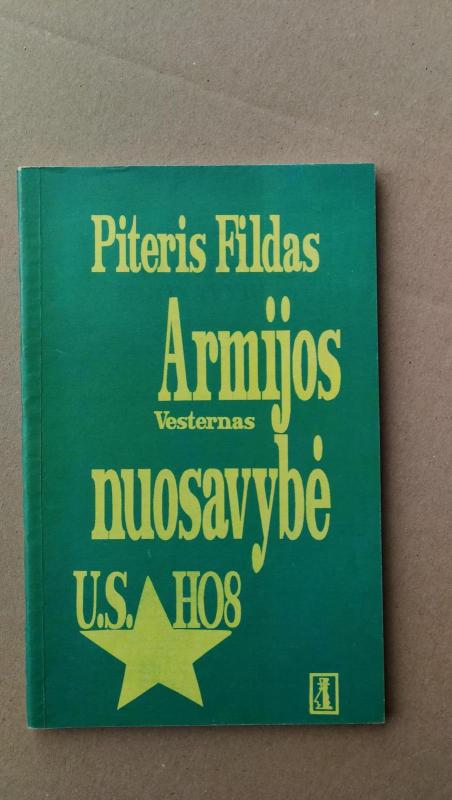 Piteris Fildas
Armijos
Vesternas
nuosavybė
U.S. HO8